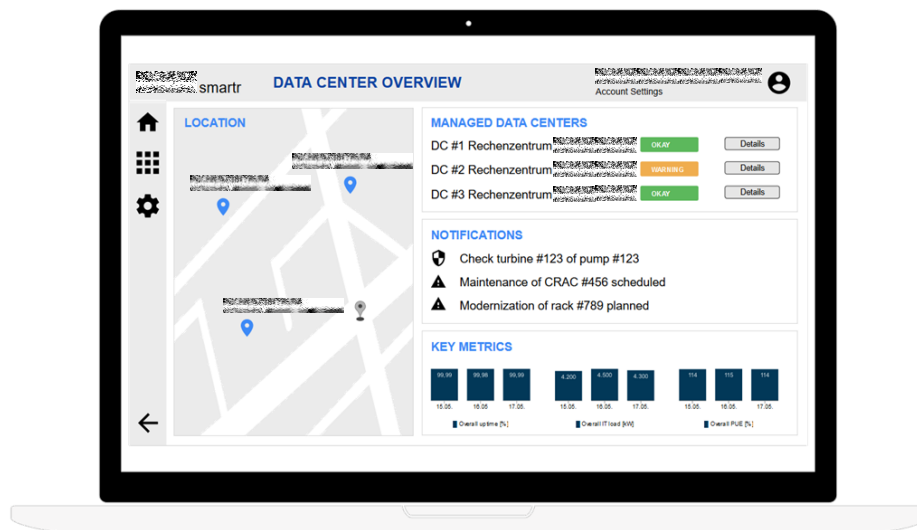 smartr
DATA CENTER OVERVIEW
Account Settings
LOCATION
MANAGED DATA CENTERS
DC #1 Rechenzentrum OKAY Details
DC #2 Rechenzentrum WARNING Details
DC #3 Rechenzentrum OKAY Details
NOTIFICATIONS
Check turbine #123 of pump #123
Maintenance of CRAC #456 scheduled
Modernization of rack #789 planned
KEY METRICS
99,99 99,98 99,99
15.05. 16.05 17.05.
Overall uptime [%]
4.200 4.500 4.300
15.05. 16.05. 17.05.
Overall IT load [kW]
114 115 114
15.05. 16.05. 17.05.
Overall PUE [%]